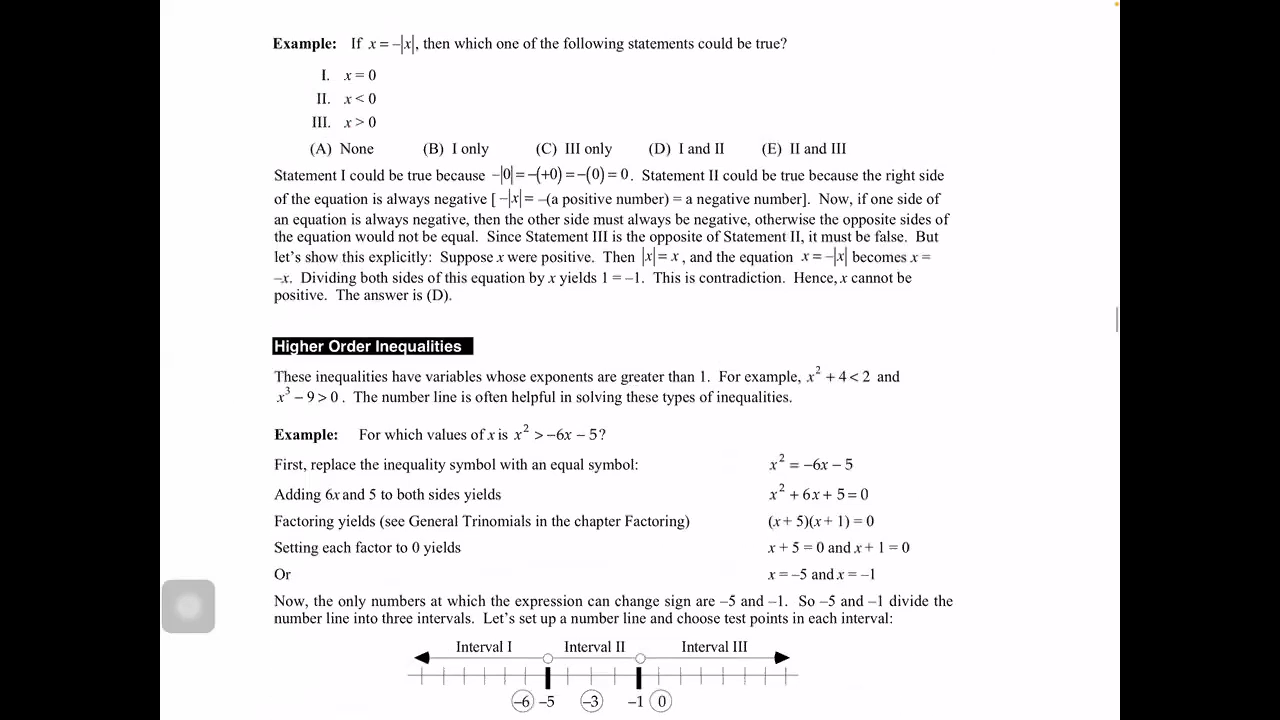 Example: If x = –|x|, then which one of the following statements could be true?
I. x = 0
II. x < 0
III. x > 0
(A) None (B) I only (C) III only (D) I and II (E) II and III
Statement I could be true because –|0| = –(+0) = –(0) = 0. Statement II could be true because the right side
of the equation is always negative [ –|x| = –(a positive number) = a negative number]. Now, if one side of
an equation is always negative, then the other side must always be negative, otherwise the opposite sides of
the equation would not be equal. Since Statement III is the opposite of Statement II, it must be false. But
let's show this explicitly: Suppose x were positive. Then |x| = x, and the equation x = –|x| becomes x =
–x. Dividing both sides of this equation by x yields 1 = –1. This is contradiction. Hence, x cannot be
positive. The answer is (D).
Higher Order Inequalities
These inequalities have variables whose exponents are greater than 1. For example, x² + 4 < 2 and
x³ – 9 > 0. The number line is often helpful in solving these types of inequalities.
Example: For which values of x is x² > –6x – 5?
First, replace the inequality symbol with an equal symbol: x² = –6x – 5
Adding 6x and 5 to both sides yields x² + 6x + 5 = 0
Factoring yields (see General Trinomials in the chapter Factoring) (x + 5)(x + 1) = 0
Setting each factor to 0 yields x + 5 = 0 and x + 1 = 0
Or x = –5 and x = –1
Now, the only numbers at which the expression can change sign are –5 and –1. So –5 and –1 divide the
number line into three intervals. Let's set up a number line and choose test points in each interval:
Interval I Interval II Interval III
–6 –5 –3 –1 0